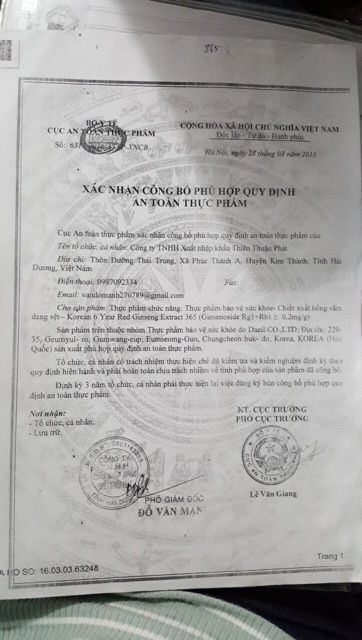 365
BỘ Y TẾ
CỤC AN TOÀN THỰC PHẨM
CỘNG HÒA XÃ HỘI CHỦ NGHĨA VIỆT NAM
Độc lập - Tự do - Hạnh phúc
Số: /ATTP-XNCB
Hà Nội, ngày 23 tháng 03 năm 2016
XÁC NHẬN CÔNG BỐ PHÙ HỢP QUY ĐỊNH
AN TOÀN THỰC PHẨM
Cục An toàn thực phẩm xác nhận công bố phù hợp quy định an toàn thực phẩm của:
Tên tổ chức, cá nhân: Công ty TNHH Xuất nhập khẩu Thiên Thuận Phát
Địa chỉ: Thôn Dưỡng Thái Trung, Xã Phúc Thành A, Huyện Kim Thành, Tỉnh Hải
Dương, Việt Nam
Điện thoại: 0987092334 Fax
Email: vandomanh270789@gmail.com
Cho sản phẩm: Thực phẩm chức năng. Thực phẩm bảo vệ sức khỏe- Chiết xuất hồng sâm
dạng sệt– Korean 6 Year Red Ginseng Extract 365 (Gensenoside Rg1+Rb1 ≥ 0,2mg/g)
Sản phẩm trên thuộc nhóm Thực phẩm bảo vệ sức khỏe do Daeil CO.,LTD; Địa chỉ: 220-
35, Geumyul- ro, Gumwang-eup, Eumseomg-Gun, Chungcheon buk- do, Korea, KOREA (Hàn
Quốc) sản xuất phù hợp quy định an toàn thực phẩm.
Tổ chức, cá nhân có trách nhiệm thực hiện chế độ kiểm tra và kiểm nghiệm định kỳ theo
quy định hiện hành và phải hoàn toàn chịu trách nhiệm về tính phù hợp của sản phẩm đã công bố.
Định kỳ 3 năm tổ chức, cá nhân phải thực hiện lại việc đăng ký bản công bố phù hợp quy
định an toàn thực phẩm.
Nơi nhận:
- Tổ chức, cá nhân;
- Lưu trữ.
KT. CỤC TRƯỞNG
PHÓ CỤC TRƯỞNG
CÔNG TY
TNHH
PHÓ GIÁM ĐỐC
ĐỖ VĂN MẠNH
Lê Văn Giang
Trang 1
HỒ SƠ: 16.03.03.63248